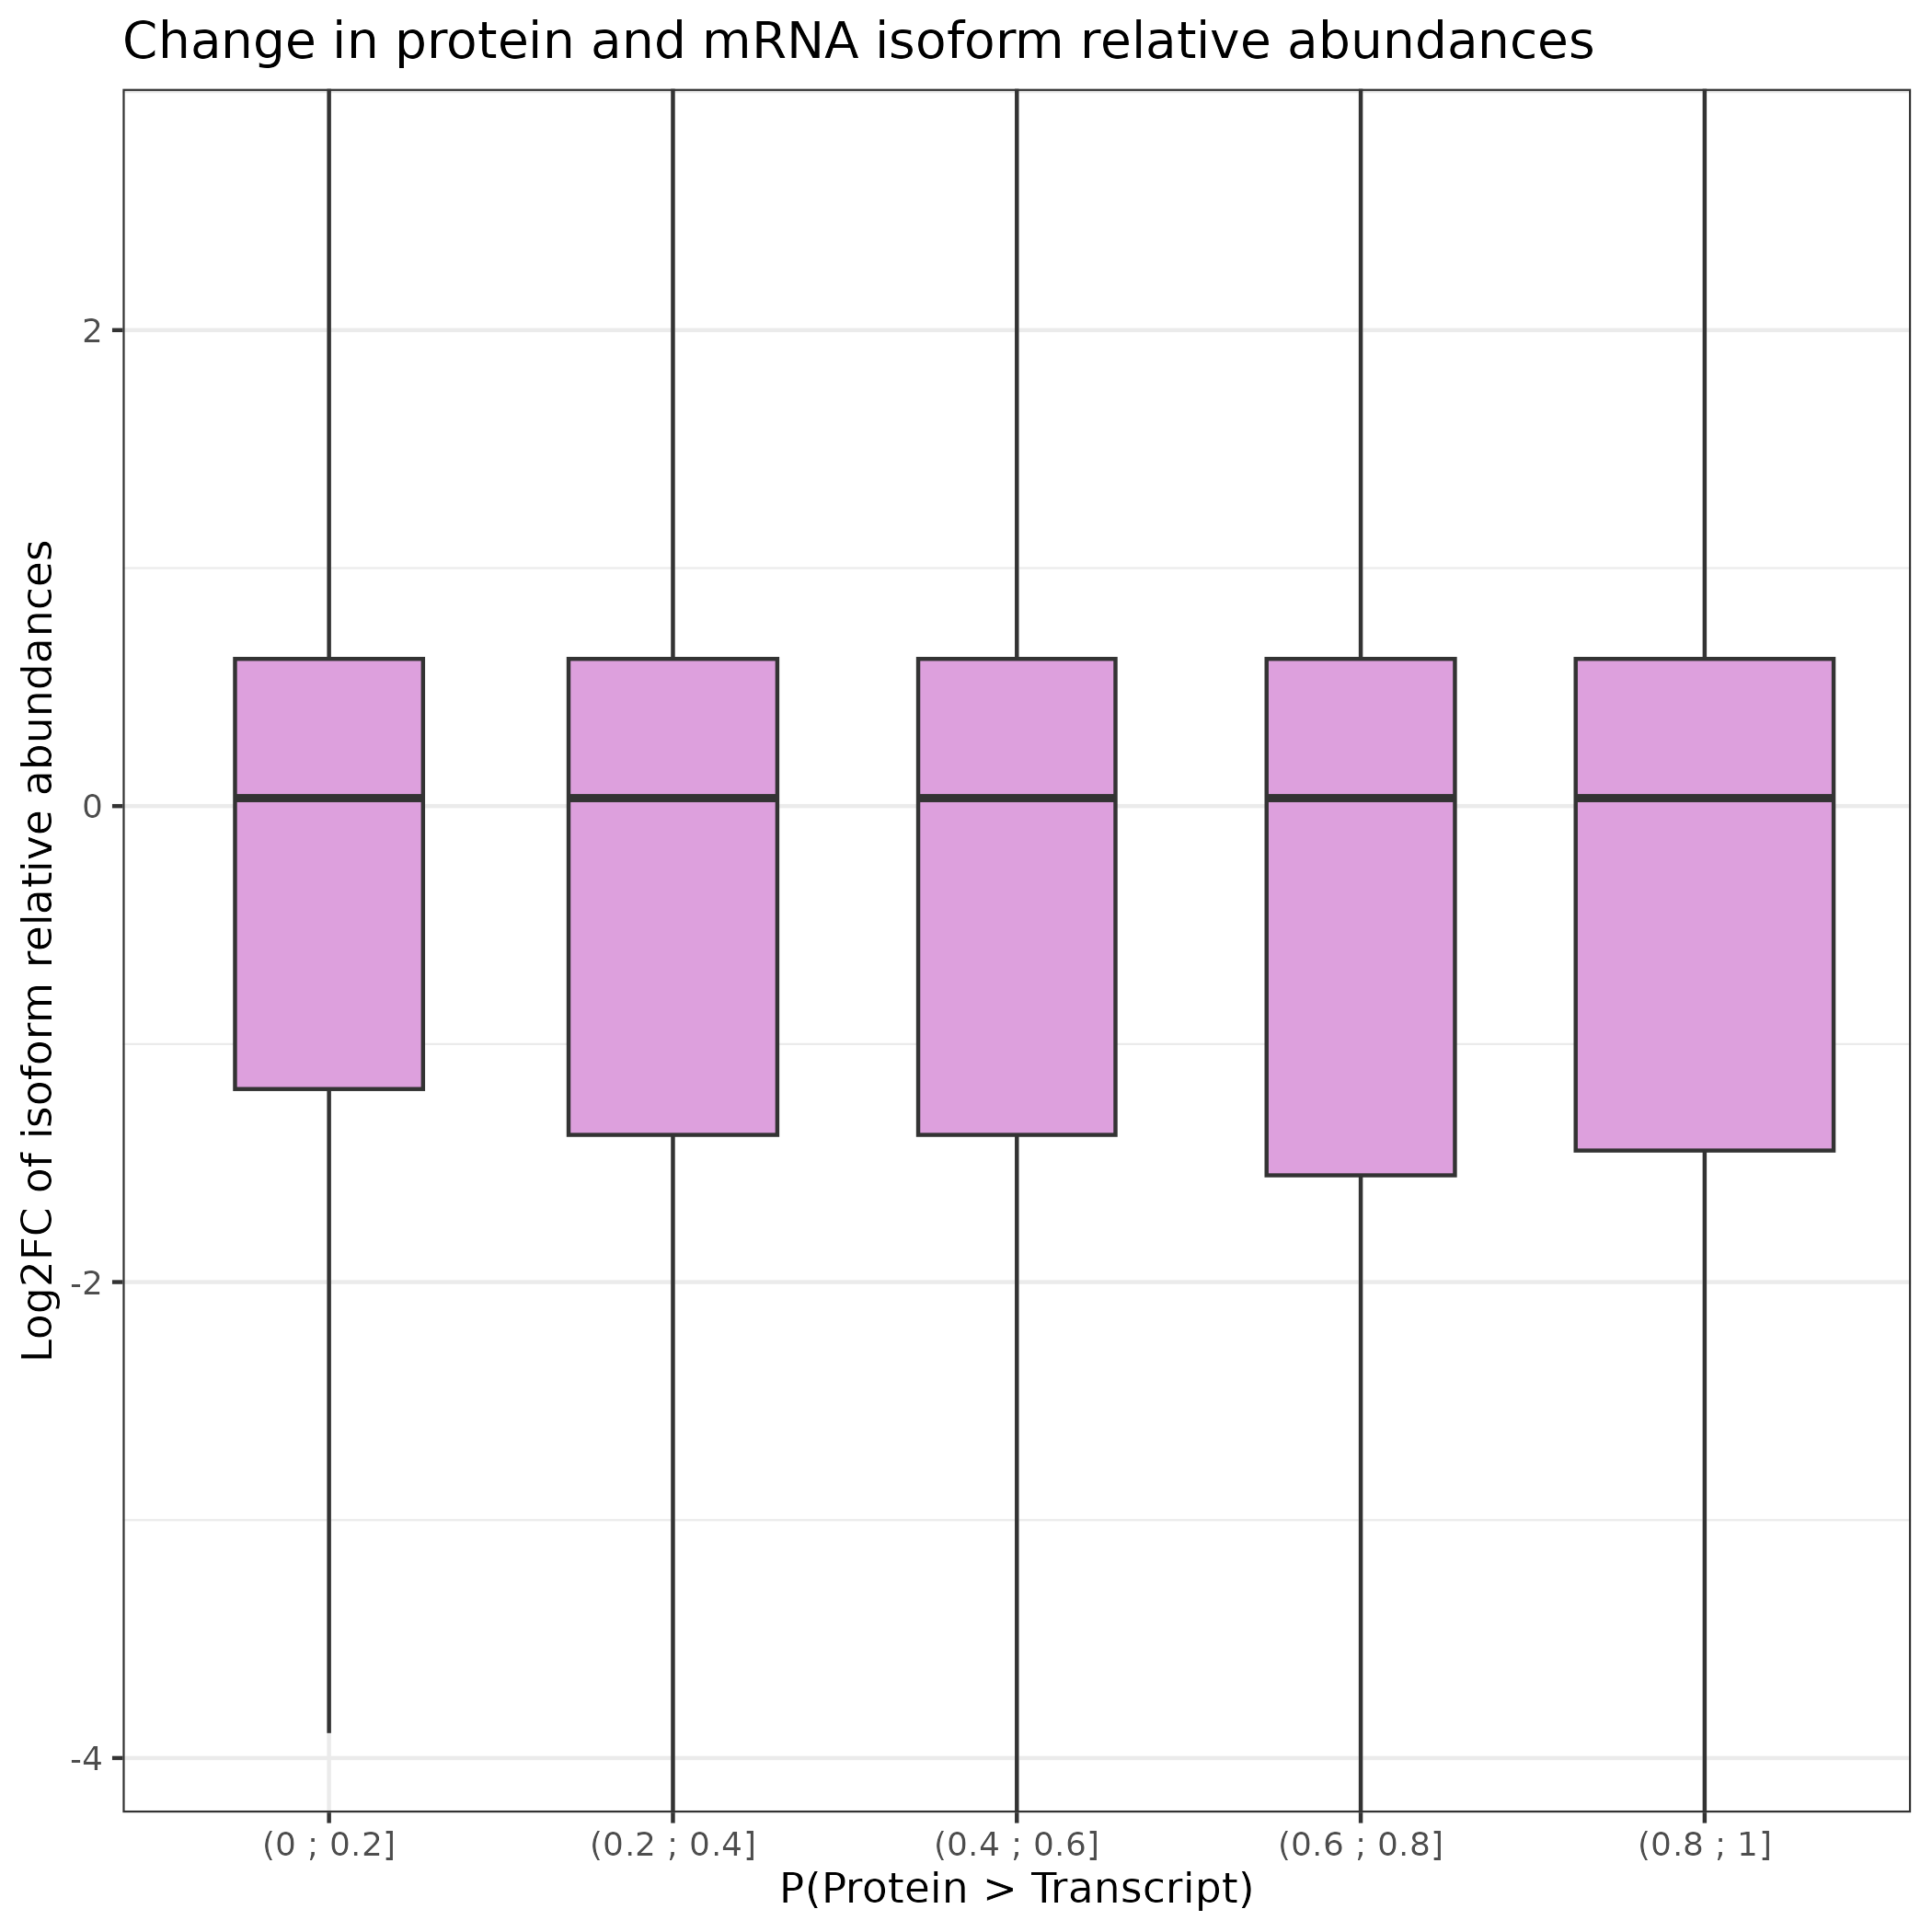 Change in protein and mRNA isoform relative abundances
Log2FC of isoform relative abundances
2
0
-2
-4
(0 ; 0.2]
(0.2 ; 0.4]
(0.4 ; 0.6]
(0.6 ; 0.8]
(0.8 ; 1]
P(Protein > Transcript)